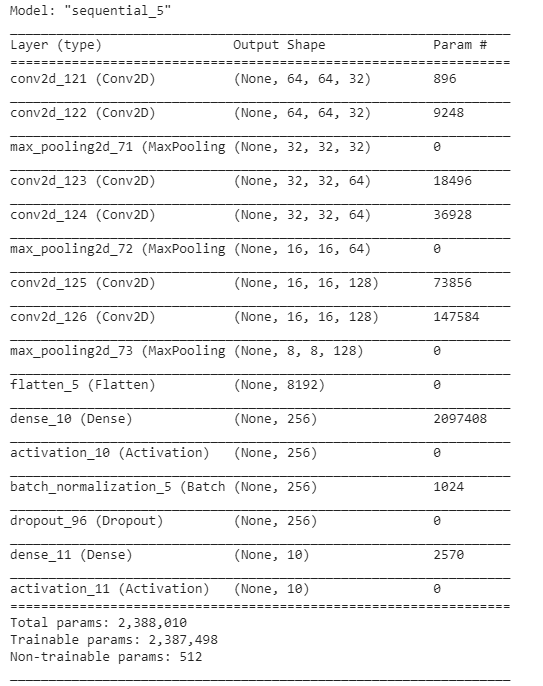 Model: "sequential_5"
Layer (type) Output Shape Param #
conv2d_121 (Conv2D) (None, 64, 64, 32) 896
conv2d_122 (Conv2D) (None, 64, 64, 32) 9248
max_pooling2d_71 (MaxPooling (None, 32, 32, 32) 0
conv2d_123 (Conv2D) (None, 32, 32, 64) 18496
conv2d_124 (Conv2D) (None, 32, 32, 64) 36928
max_pooling2d_72 (MaxPooling (None, 16, 16, 64) 0
conv2d_125 (Conv2D) (None, 16, 16, 128) 73856
conv2d_126 (Conv2D) (None, 16, 16, 128) 147584
max_pooling2d_73 (MaxPooling (None, 8, 8, 128) 0
flatten_5 (Flatten) (None, 8192) 0
dense_10 (Dense) (None, 256) 2097408
activation_10 (Activation) (None, 256) 0
batch_normalization_5 (Batch (None, 256) 1024
dropout_96 (Dropout) (None, 256) 0
dense_11 (Dense) (None, 10) 2570
activation_11 (Activation) (None, 10) 0
Total params: 2,388,010
Trainable params: 2,387,498
Non-trainable params: 512